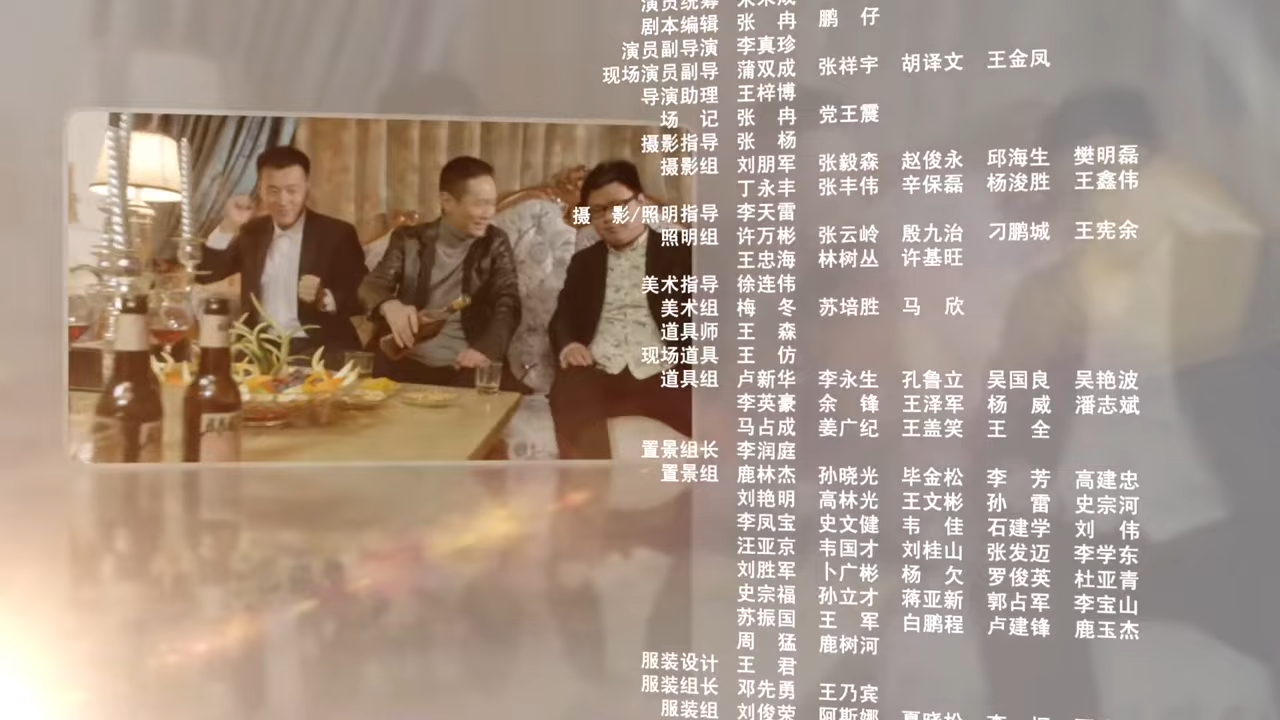 剧本编辑 张 冉 鹏 仔
演员副导演 李真珍
现场演员副导 蒲双成 张祥宇 胡译文 王金凤
导演助理 王梓博
场 记 张 冉 党王震
摄影指导 张 杨
摄影组 刘朋军 张毅森 赵俊永 邱海生 樊明磊
丁永丰 张丰伟 辛保磊 杨浚胜 王鑫伟
摄 影/照明指导 李天雷
照明组 许万彬 张云岭 殷九治 刁鹏城 王宪余
王忠海 林树丛 许基旺
美术指导 徐连伟
美术组 梅 冬 苏培胜 马 欣
道具师 王 森
现场道具 王 仿
道具组 卢新华 李永生 孔鲁立 吴国良 吴艳波
李英豪 余 锋 王泽军 杨 威 潘志斌
马占成 姜广纪 王盖笑 王 全
置景组长 李润庭
置景组 鹿林杰 孙晓光 毕金松 李 芳 高建忠
刘艳明 高林光 王文彬 孙 雷 史宗河
李凤宝 史文健 韦 佳 石建学 刘 伟
汪亚京 韦国才 刘桂山 张发迈 李学东
刘胜军 卜广彬 杨 欠 罗俊英 杜亚青
史宗福 孙立才 蒋亚新 郭占军 李宝山
苏振国 王 军 白鹏程 卢建锋 鹿玉杰
周 猛 鹿树河
服装设计 王 君
服装组长 邓先勇 王乃宾
服装组 刘俊荣 阿斯娜